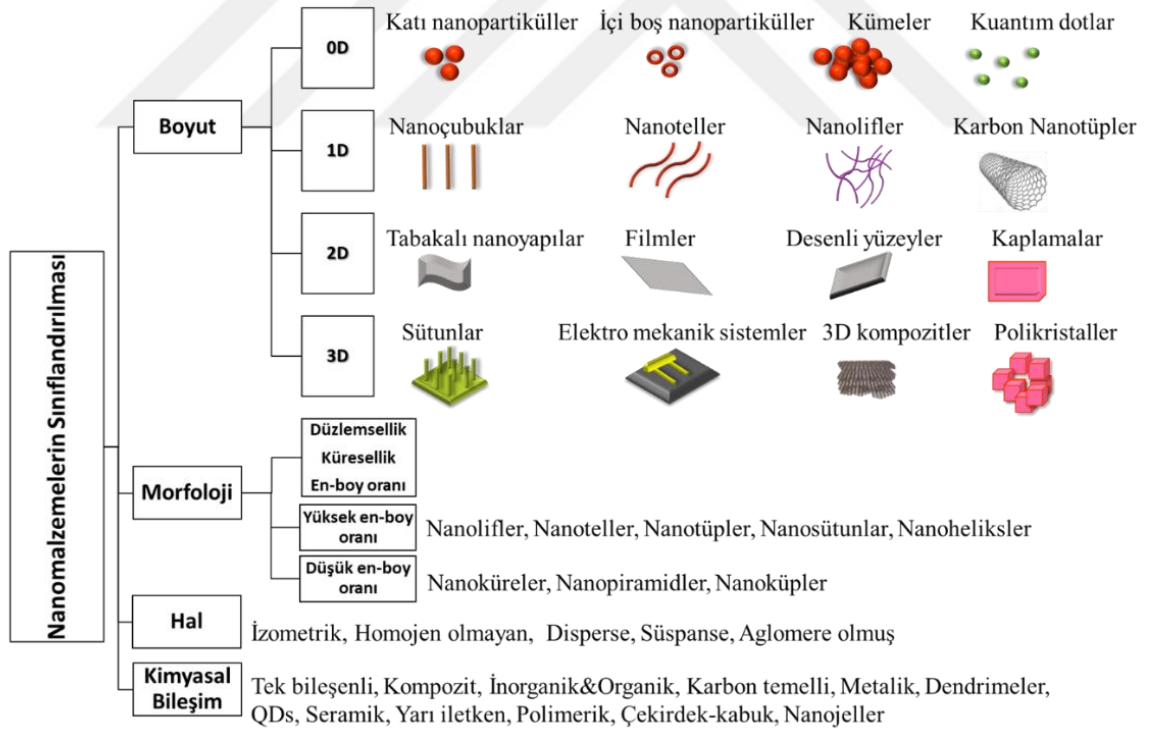 Nanomalzemelerin Sınıflandırılması
Boyut
0D
Katı nanopartiküller
İçi boş nanopartiküller
Kümeler
Kuantım dotlar
1D
Nanoçubuklar
Nanoteller
Nanolifler
Karbon Nanotüpler
2D
Tabakalı nanoyapılar
Filmler
Desenli yüzeyler
Kaplamalar
3D
Sütunlar
Elektro mekanik sistemler
3D kompozitler
Polikristaller
Morfoloji
Düzlemsellik
Küresellik
En-boy oranı
Yüksek en-boy
oranı
Nanolifler, Nanoteller, Nanotüpler, Nanosütunlar, Nanoheliksler
Düşük en-boy
oranı
Nanoküreler, Nanopiramidler, Nanoküpler
Hal
İzometrik, Homojen olmayan, Disperse, Süspanse, Aglomere olmuş
Kimyasal
Bileşim
Tek bileşenli, Kompozit, İnorganik&Organik, Karbon temelli, Metalik, Dendrimeler,
QDs, Seramik, Yarı iletken, Polimerik, Çekirdek-kabuk, Nanojeller